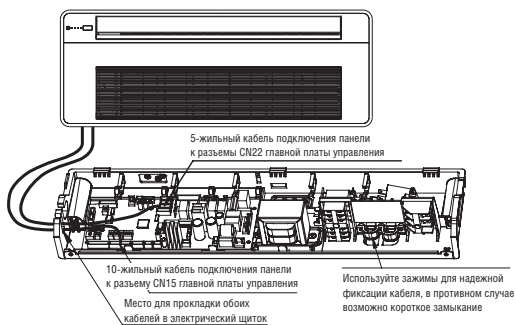 5-жильный кабель подключения панели
к разъемы CN22 главной платы управления
10-жильный кабель подключения панели
к разъему CN15 главной платы управления
Место для прокладки обоих
кабелей в электрический щиток
Используйте зажимы для надежной
фиксации кабеля, в противном случае
возможно короткое замыкание